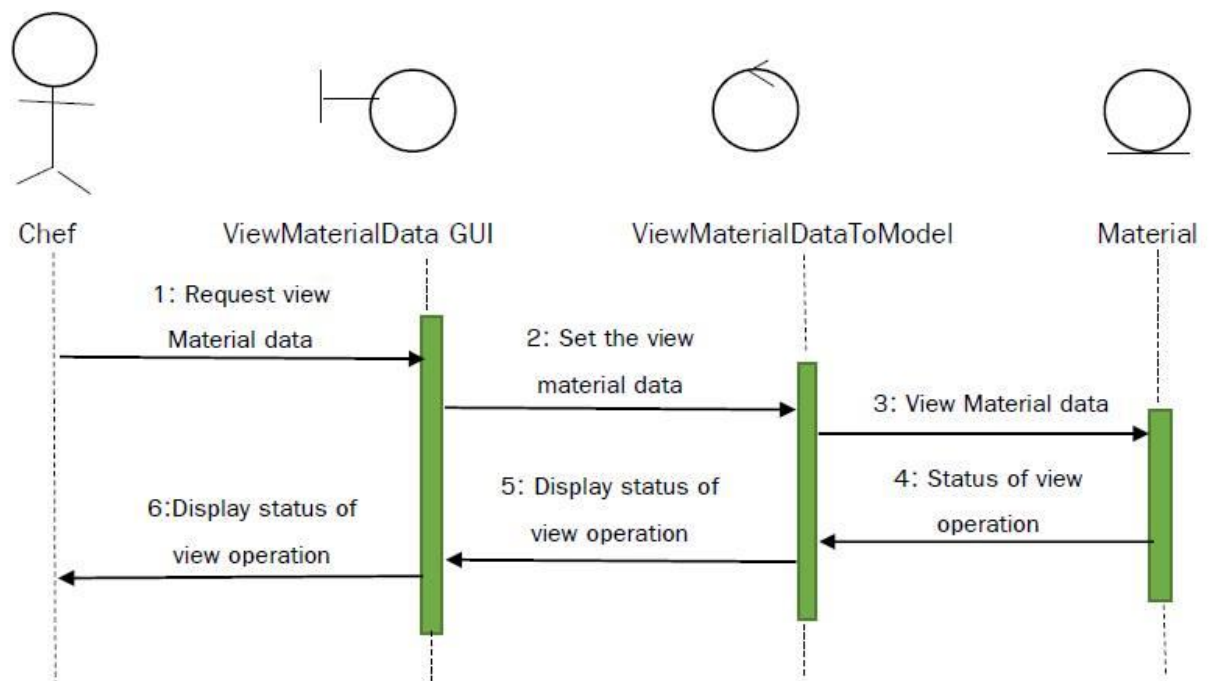 Chef
ViewMaterialData GUI
ViewMaterialDataToModel
Material
1: Request view
Material data
2: Set the view
material data
3: View Material data
4: Status of view
operation
5: Display status of
view operation
6:Display status of
view operation